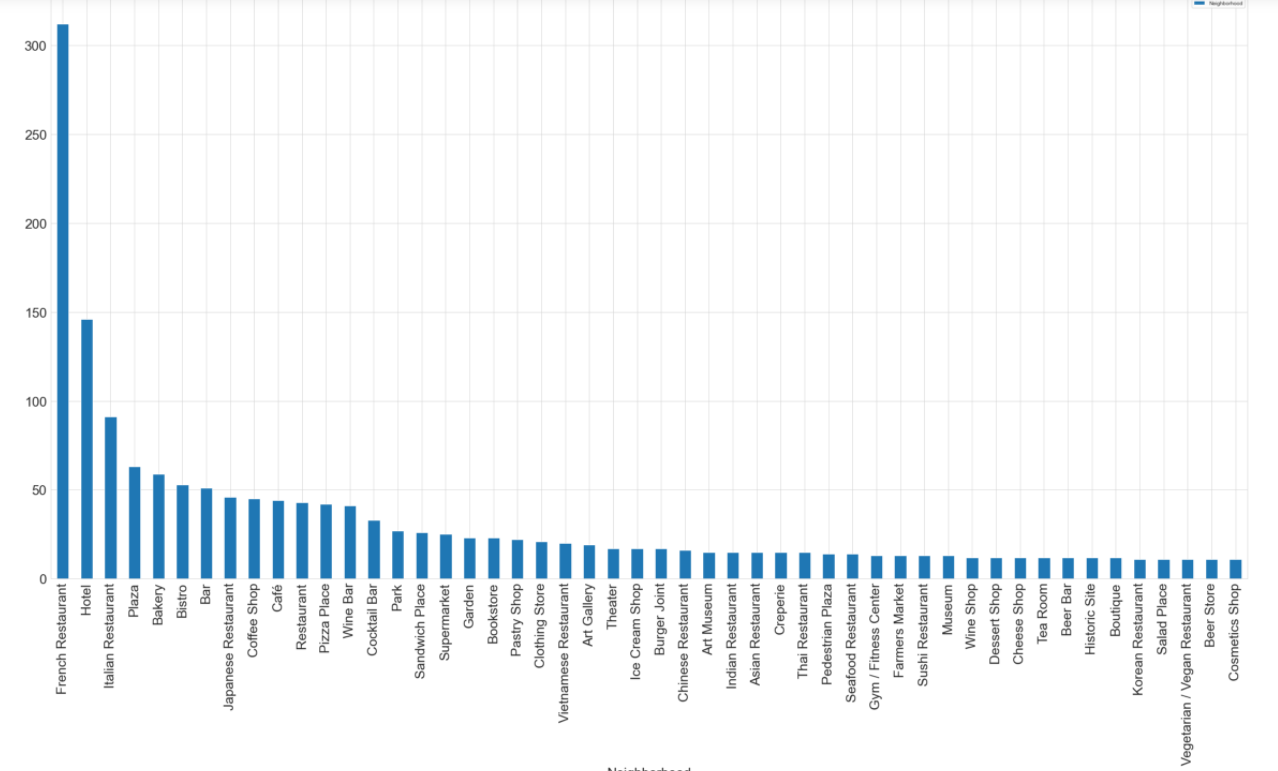 Neighborhood
300
250
200
150
100
50
0
French Restaurant
Hotel
Italian Restaurant
Plaza
Bakery
Bistro
Bar
Japanese Restaurant
Coffee Shop
Café
Restaurant
Pizza Place
Wine Bar
Cocktail Bar
Park
Sandwich Place
Supermarket
Garden
Bookstore
Pastry Shop
Clothing Store
Vietnamese Restaurant
Art Gallery
Theater
Ice Cream Shop
Burger Joint
Chinese Restaurant
Art Museum
Indian Restaurant
Asian Restaurant
Creperie
Thai Restaurant
Pedestrian Plaza
Seafood Restaurant
Gym / Fitness Center
Farmers Market
Sushi Restaurant
Museum
Wine Shop
Dessert Shop
Cheese Shop
Tea Room
Beer Bar
Historic Site
Boutique
Korean Restaurant
Salad Place
Vegetarian / Vegan Restaurant
Beer Store
Cosmetics Shop
Neighborhood